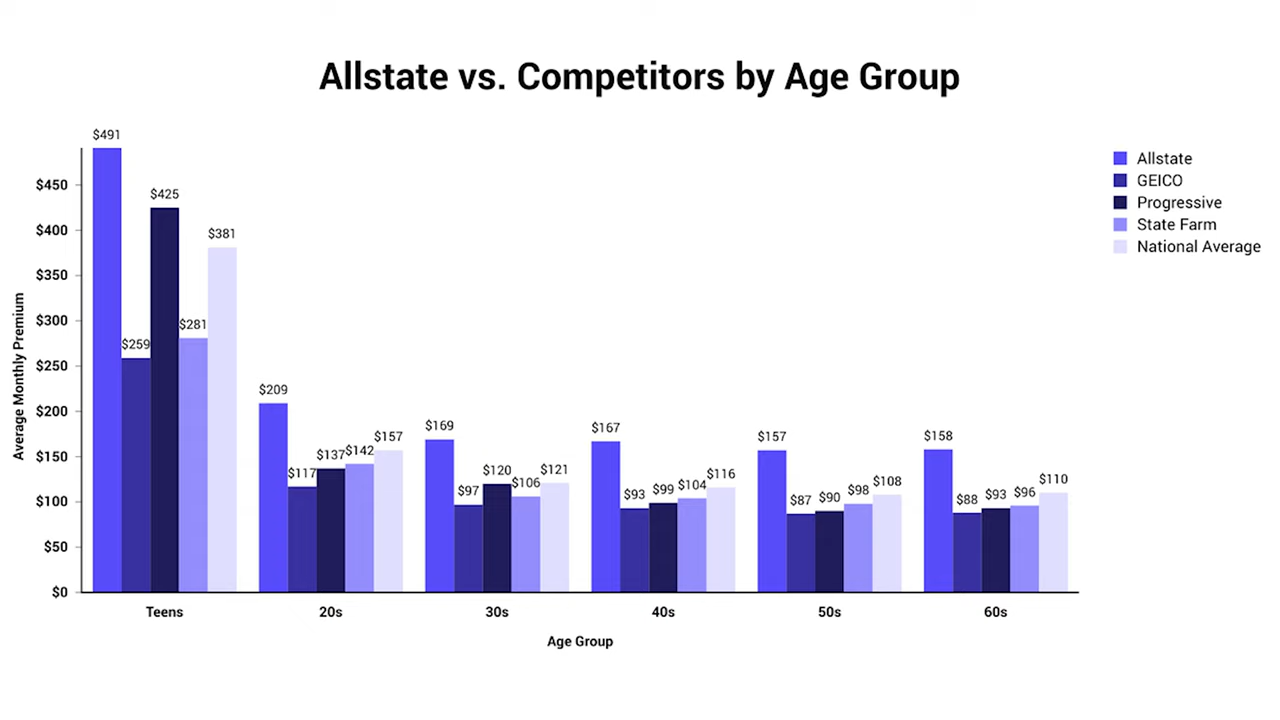 Allstate vs. Competitors by Age Group
Allstate
GEICO
Progressive
State Farm
National Average
Average Monthly Premium
$450
$400
$350
$300
$250
$200
$150
$100
$50
$0
$491 $259 $425 $281 $381
$209 $117 $137 $142 $157
$169 $97 $120 $106 $121
$167 $93 $99 $104 $116
$157 $87 $90 $98 $108
$158 $88 $93 $96 $110
Teens 20s 30s 40s 50s 60s
Age Group